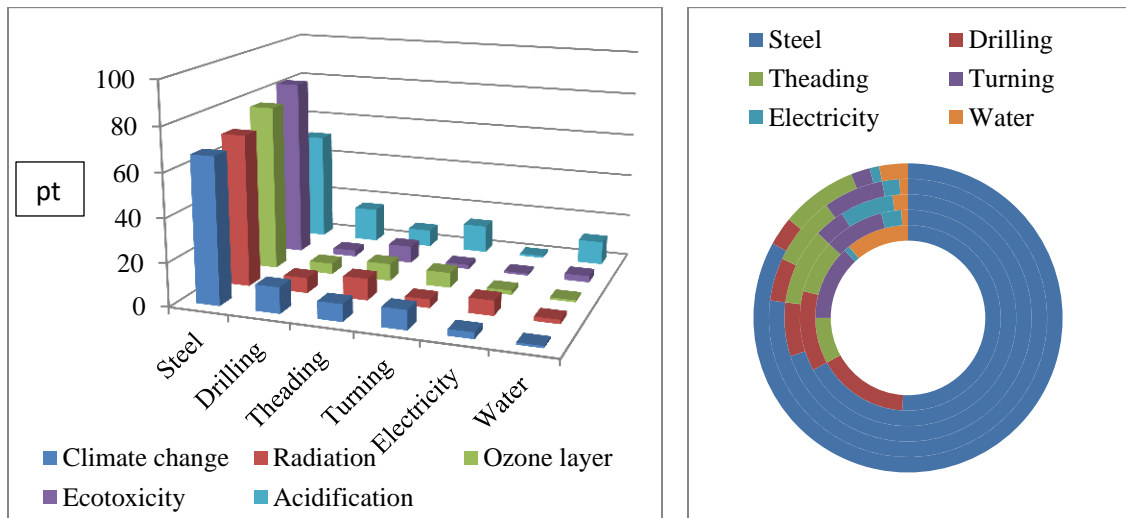 100
80
60
40
20
0
pt
Steel
Drilling
Theading
Turning
Electricity
Water
Climate change Radiation Ozone layer
Ecotoxicity Acidification
Steel Drilling
Theading Turning
Electricity Water